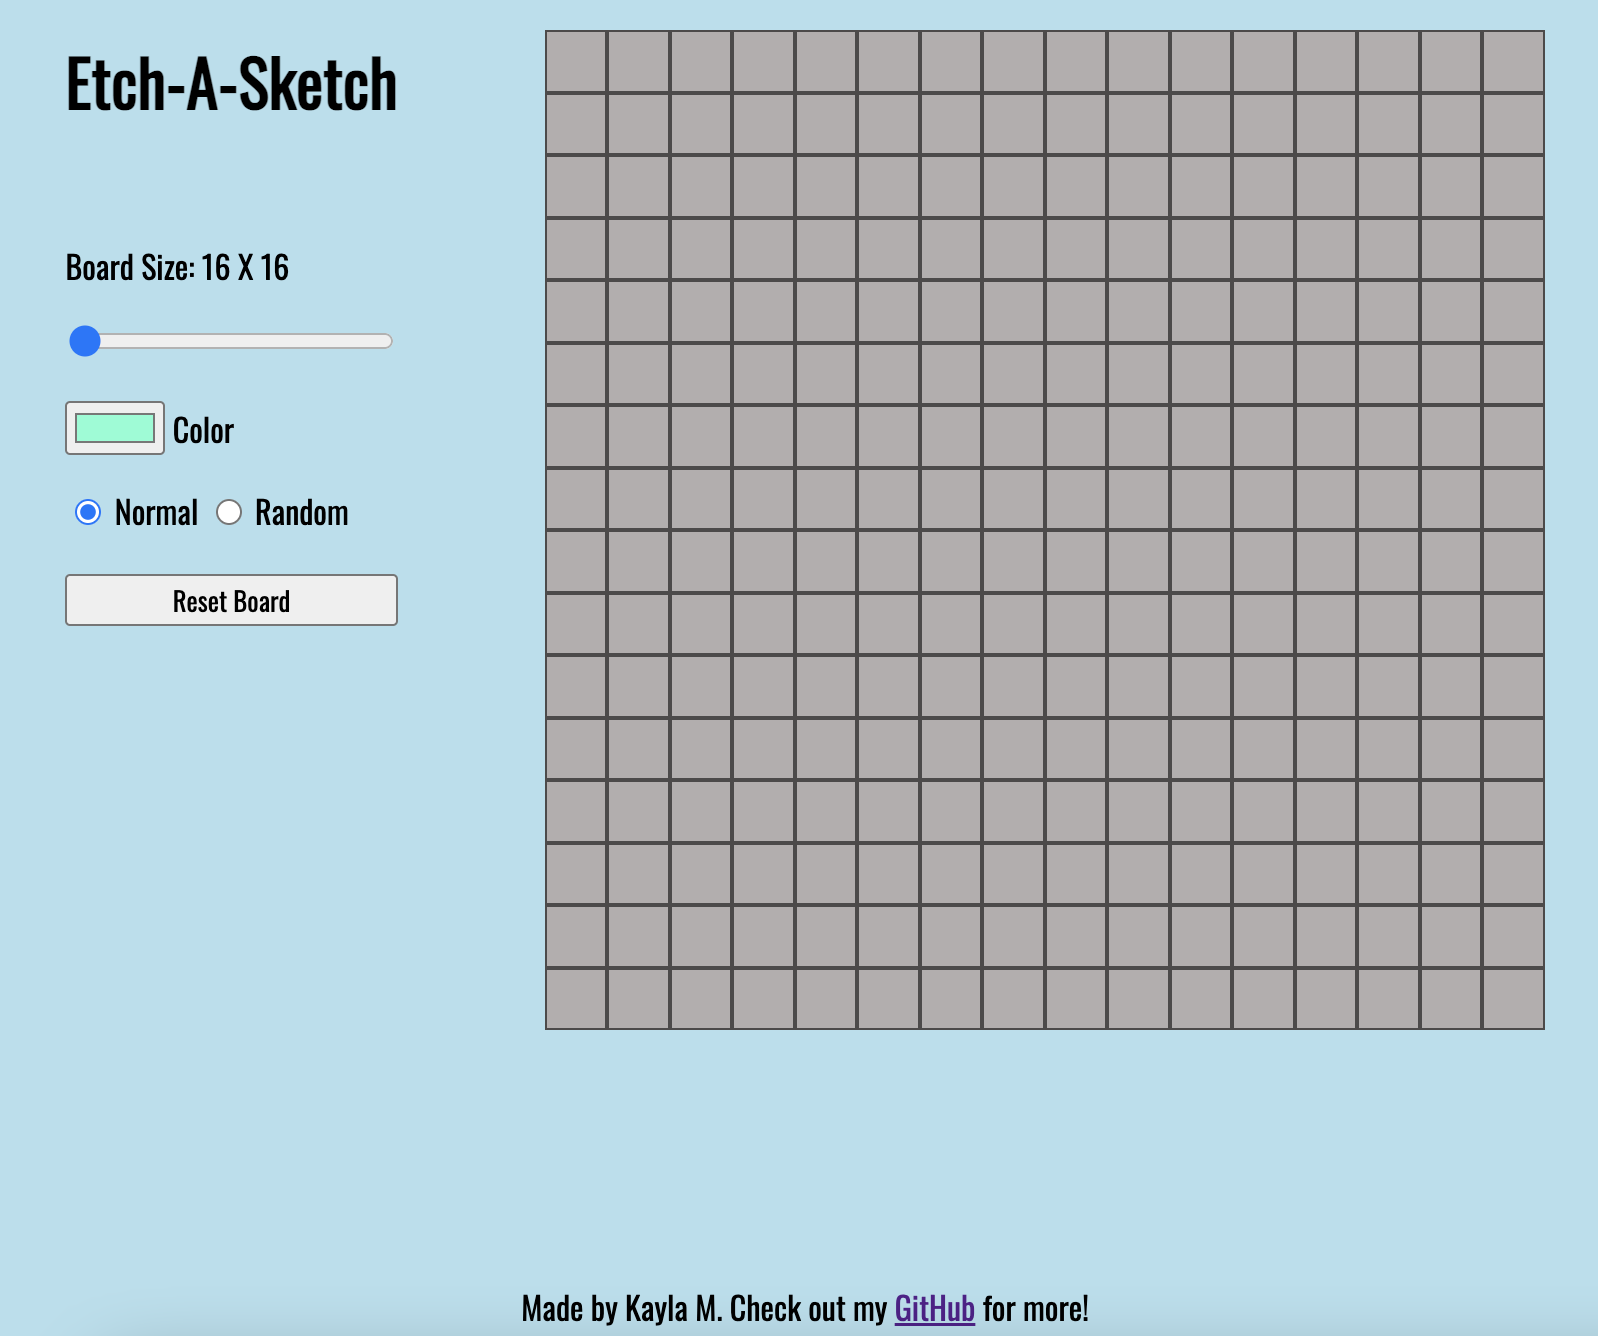 Etch-A-Sketch
Board Size: 16 X 16
Color
Normal Random
Reset Board
Made by Kayla M. Check out my GitHub for more!